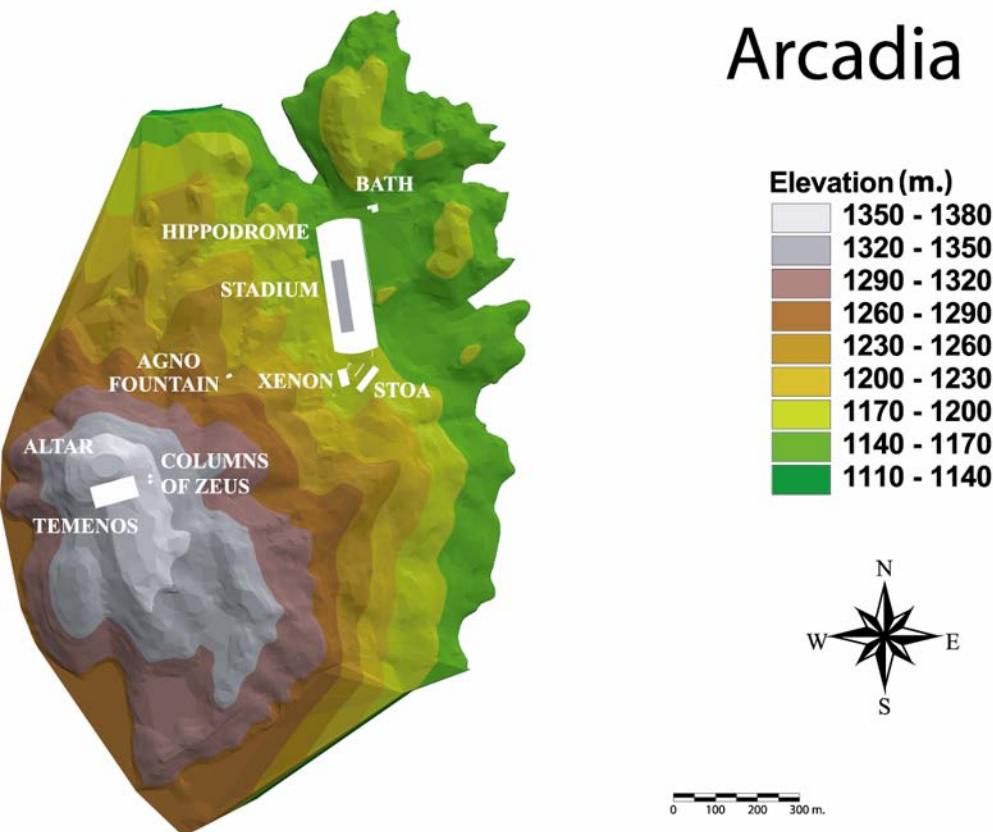 Arcadia
BATH
HIPPODROME
STADIUM
AGNO
FOUNTAIN
XENON
STOA
ALTAR
COLUMNS
OF ZEUS
TEMENOS
Elevation (m.)
1350 - 1380
1320 - 1350
1290 - 1320
1260 - 1290
1230 - 1260
1200 - 1230
1170 - 1200
1140 - 1170
1110 - 1140
N
W E
S
0 100 200 300 m.